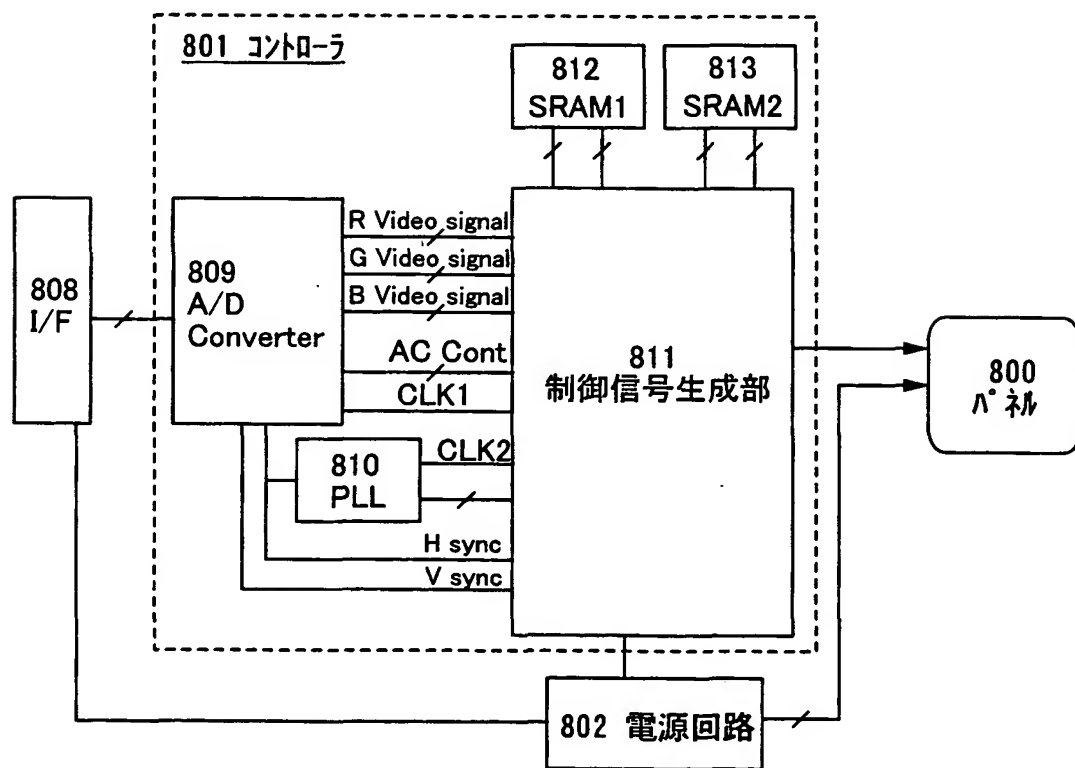 801 コントローラ
812
SRAM1
813
SRAM2
808
I/F
809
A/D
Converter
R Video signal
G Video signal
B Video signal
AC Cont
CLK1
810
PLL
CLK2
H sync
V sync
811
制御信号生成部
800
パネル
802 電源回路